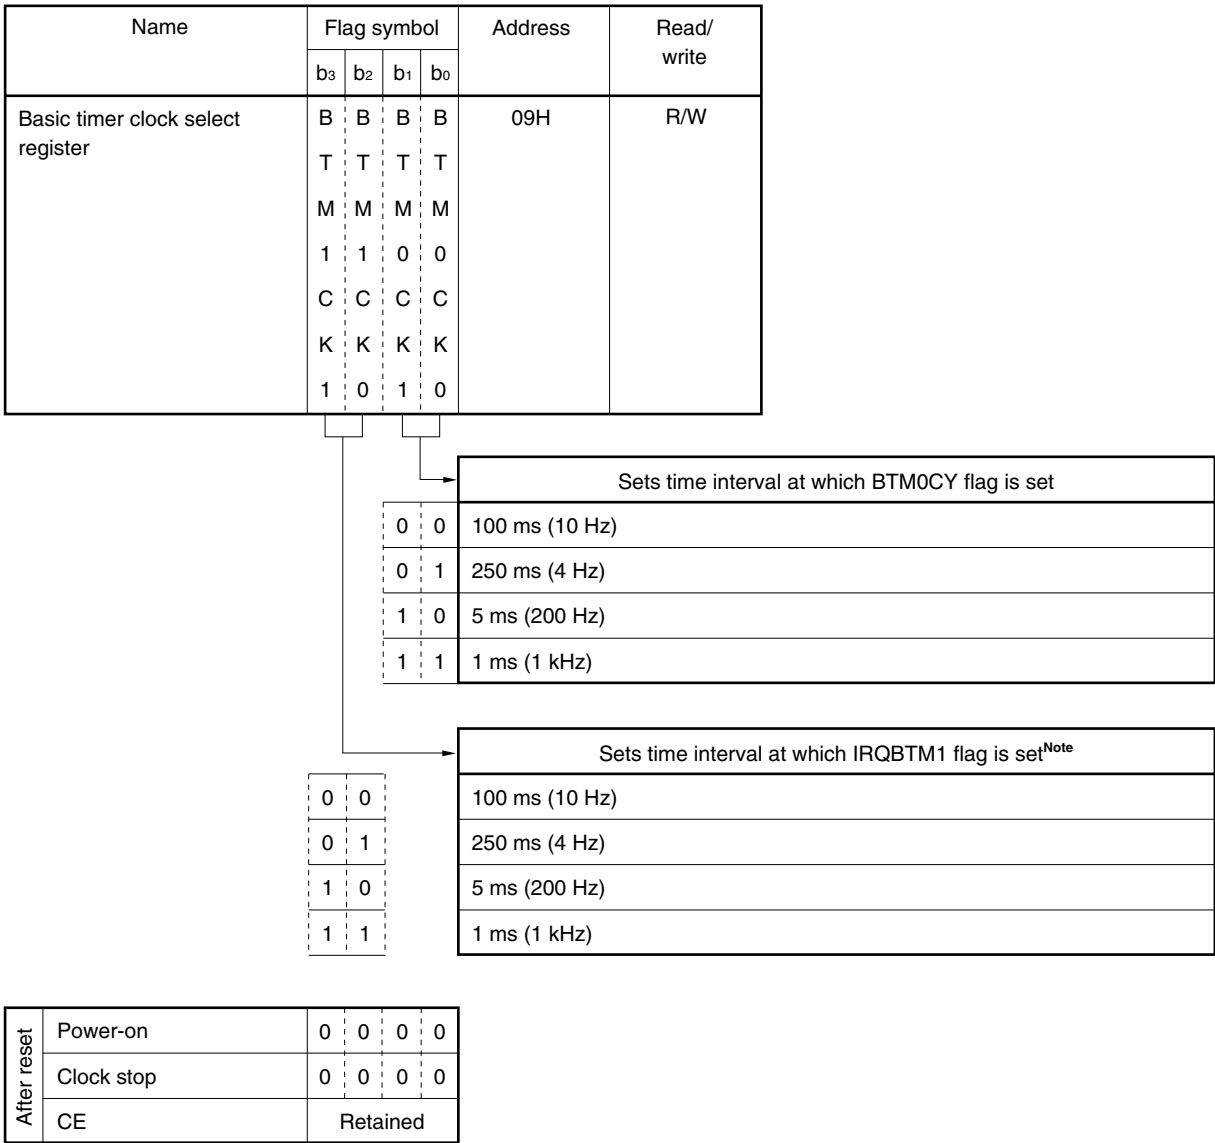 Name Flag symbol Address Read/
write
b3 b2 b1 b0
Basic timer clock select B B B B 09H R/W
register
T T T T
M M M M
1 1 0 0
C C C C
K K K K
1 0 1 0
Sets time interval at which BTM0CY flag is set
0 0 100 ms (10 Hz)
0 1 250 ms (4 Hz)
1 0 5 ms (200 Hz)
1 1 1 ms (1 kHz)
Sets time interval at which IRQBTM1 flag is setNote
0 0 100 ms (10 Hz)
0 1 250 ms (4 Hz)
1 0 5 ms (200 Hz)
1 1 1 ms (1 kHz)
After reset
Power-on 0 0 0 0
Clock stop 0 0 0 0
CE Retained